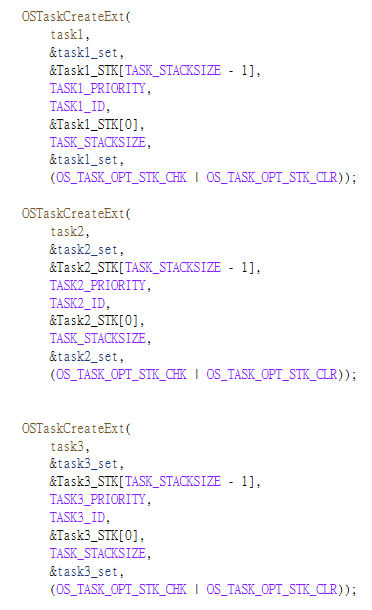 OSTaskCreateExt(
task1,
&task1_set,
&Task1_STK[TASK_STACKSIZE - 1],
TASK1_PRIORITY,
TASK1_ID,
&Task1_STK[0],
TASK_STACKSIZE,
&task1_set,
(OS_TASK_OPT_STK_CHK | OS_TASK_OPT_STK_CLR));
OSTaskCreateExt(
task2,
&task2_set,
&Task2_STK[TASK_STACKSIZE - 1],
TASK2_PRIORITY,
TASK2_ID,
&Task2_STK[0],
TASK_STACKSIZE,
&task2_set,
(OS_TASK_OPT_STK_CHK | OS_TASK_OPT_STK_CLR));
OSTaskCreateExt(
task3,
&task3_set,
&Task3_STK[TASK_STACKSIZE - 1],
TASK3_PRIORITY,
TASK3_ID,
&Task3_STK[0],
TASK_STACKSIZE,
&task3_set,
(OS_TASK_OPT_STK_CHK | OS_TASK_OPT_STK_CLR));